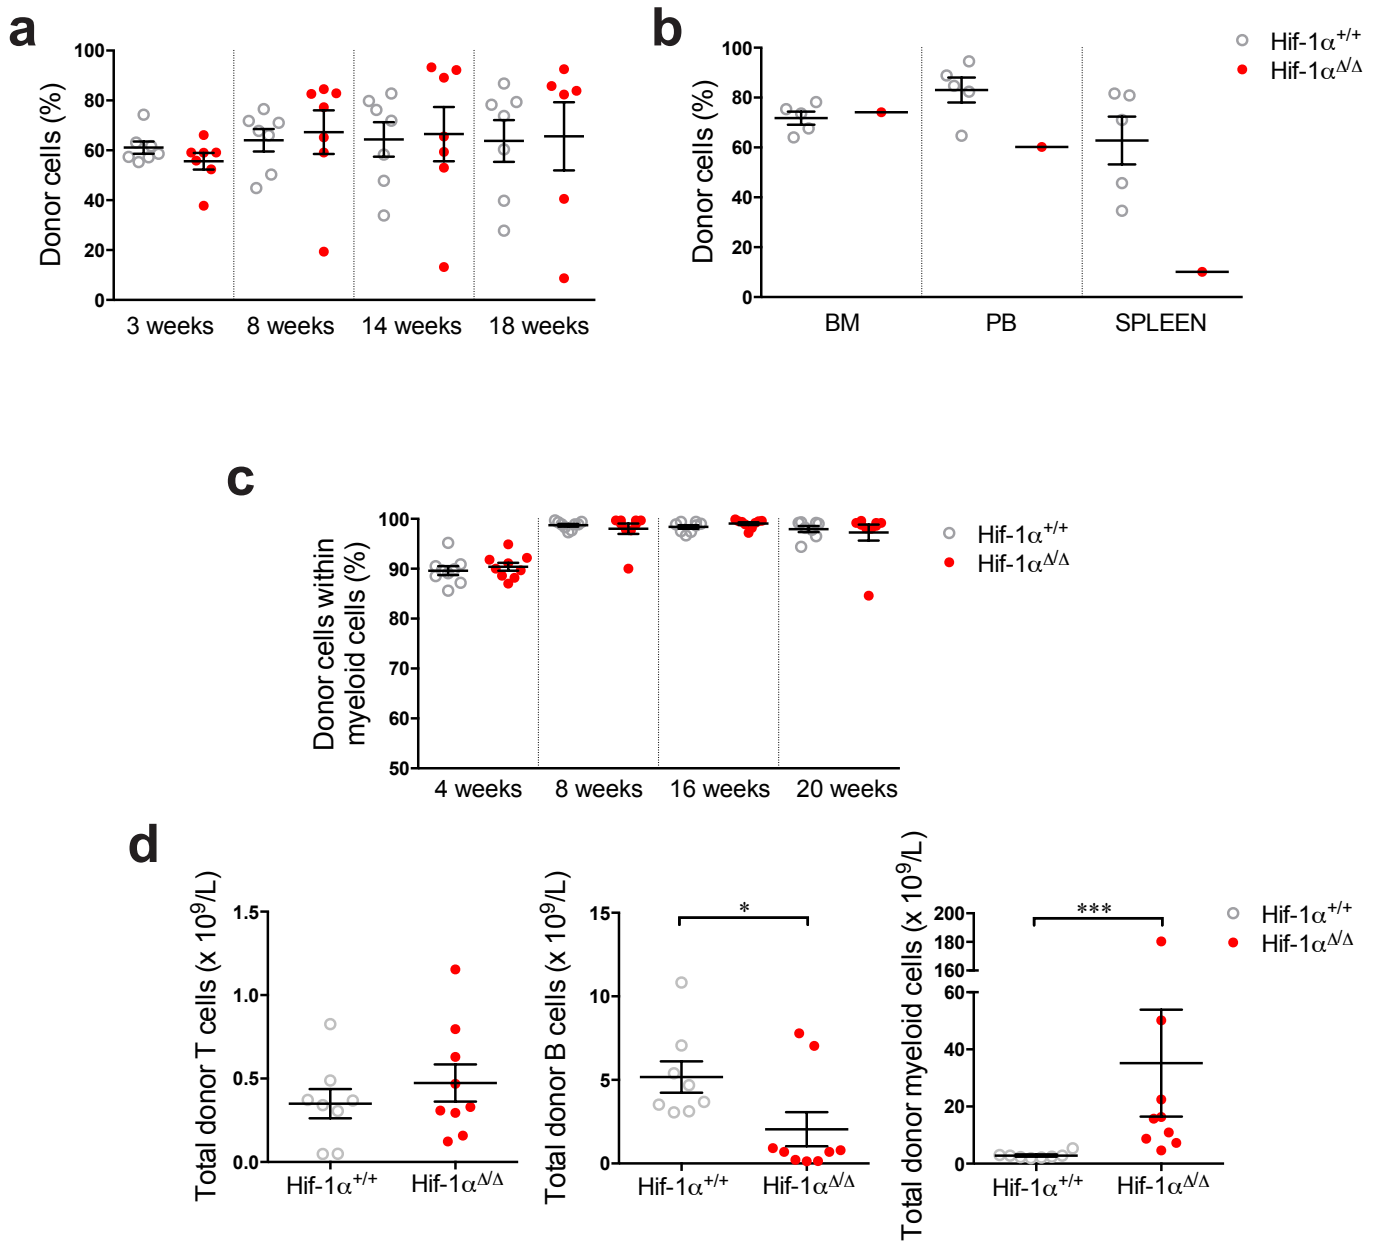 a
Donor cells (%)
100
80
60
40
20
0
3 weeks
8 weeks
14 weeks
18 weeks
b
Donor cells (%)
100
80
60
40
20
0
BM
PB
SPLEEN
Hif-1α+/+
Hif-1αΔ/Δ
c
Donor cells within
myeloid cells (%)
100
90
80
70
60
50
4 weeks
8 weeks
16 weeks
20 weeks
Hif-1α+/+
Hif-1αΔ/Δ
d
Total donor T cells (x 10⁹/L)
1.5
1.0
0.5
0.0
Hif-1α+/+
Hif-1αΔ/Δ
Total donor B cells (x 10⁹/L)
15
10
5
0
*
Hif-1α+/+
Hif-1αΔ/Δ
Total donor myeloid cells (x 10⁹/L)
200
180
160
60
40
20
0
***
Hif-1α+/+
Hif-1αΔ/Δ
Hif-1α+/+
Hif-1αΔ/Δ